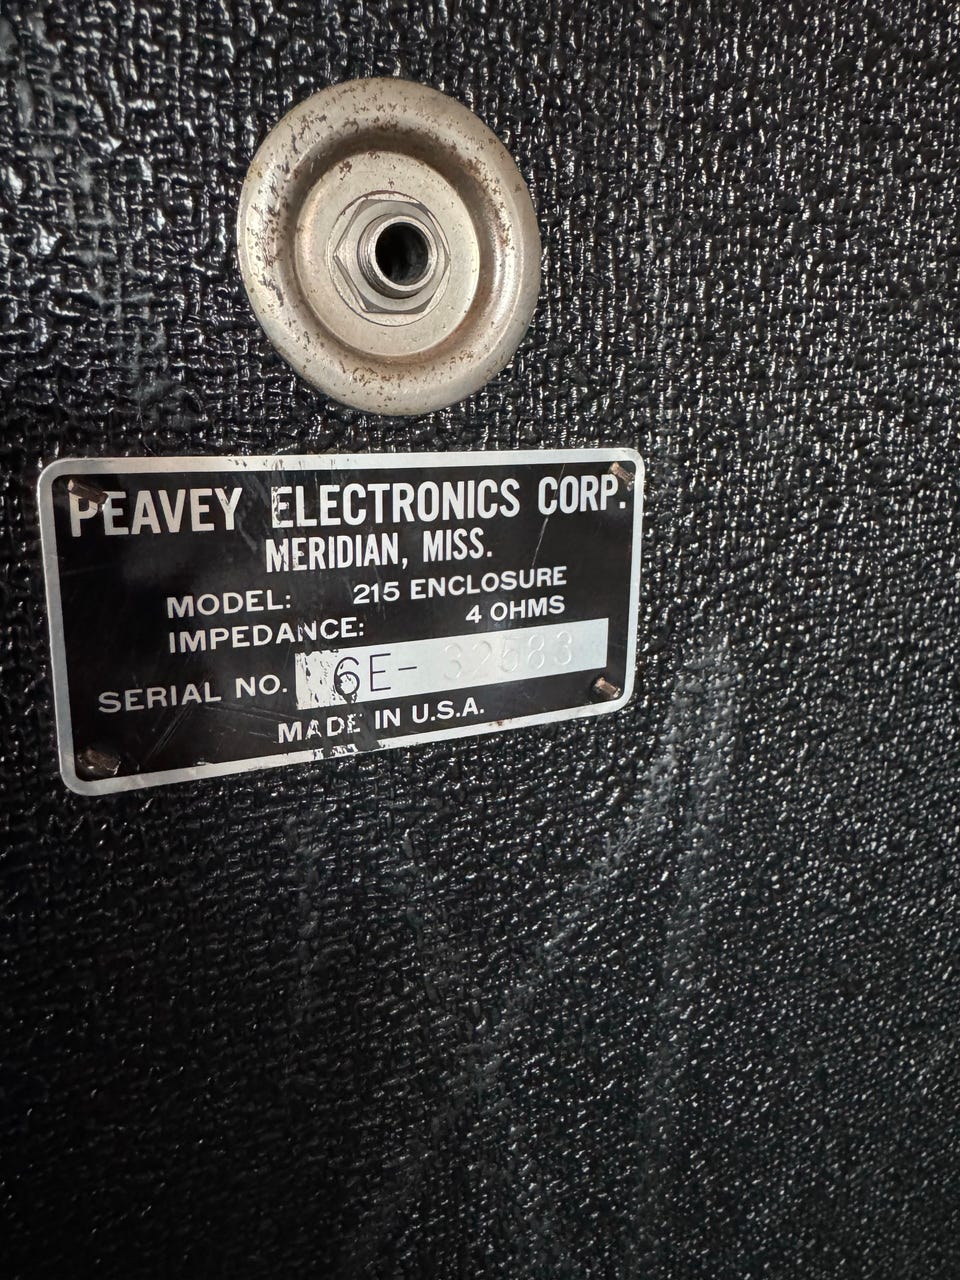 PEAVEY ELECTRONICS CORP.
MERIDIAN, MISS.
MODEL: 215 ENCLOSURE
IMPEDANCE: 4 OHMS
SERIAL NO. 6E- 32583
MADE IN U.S.A.